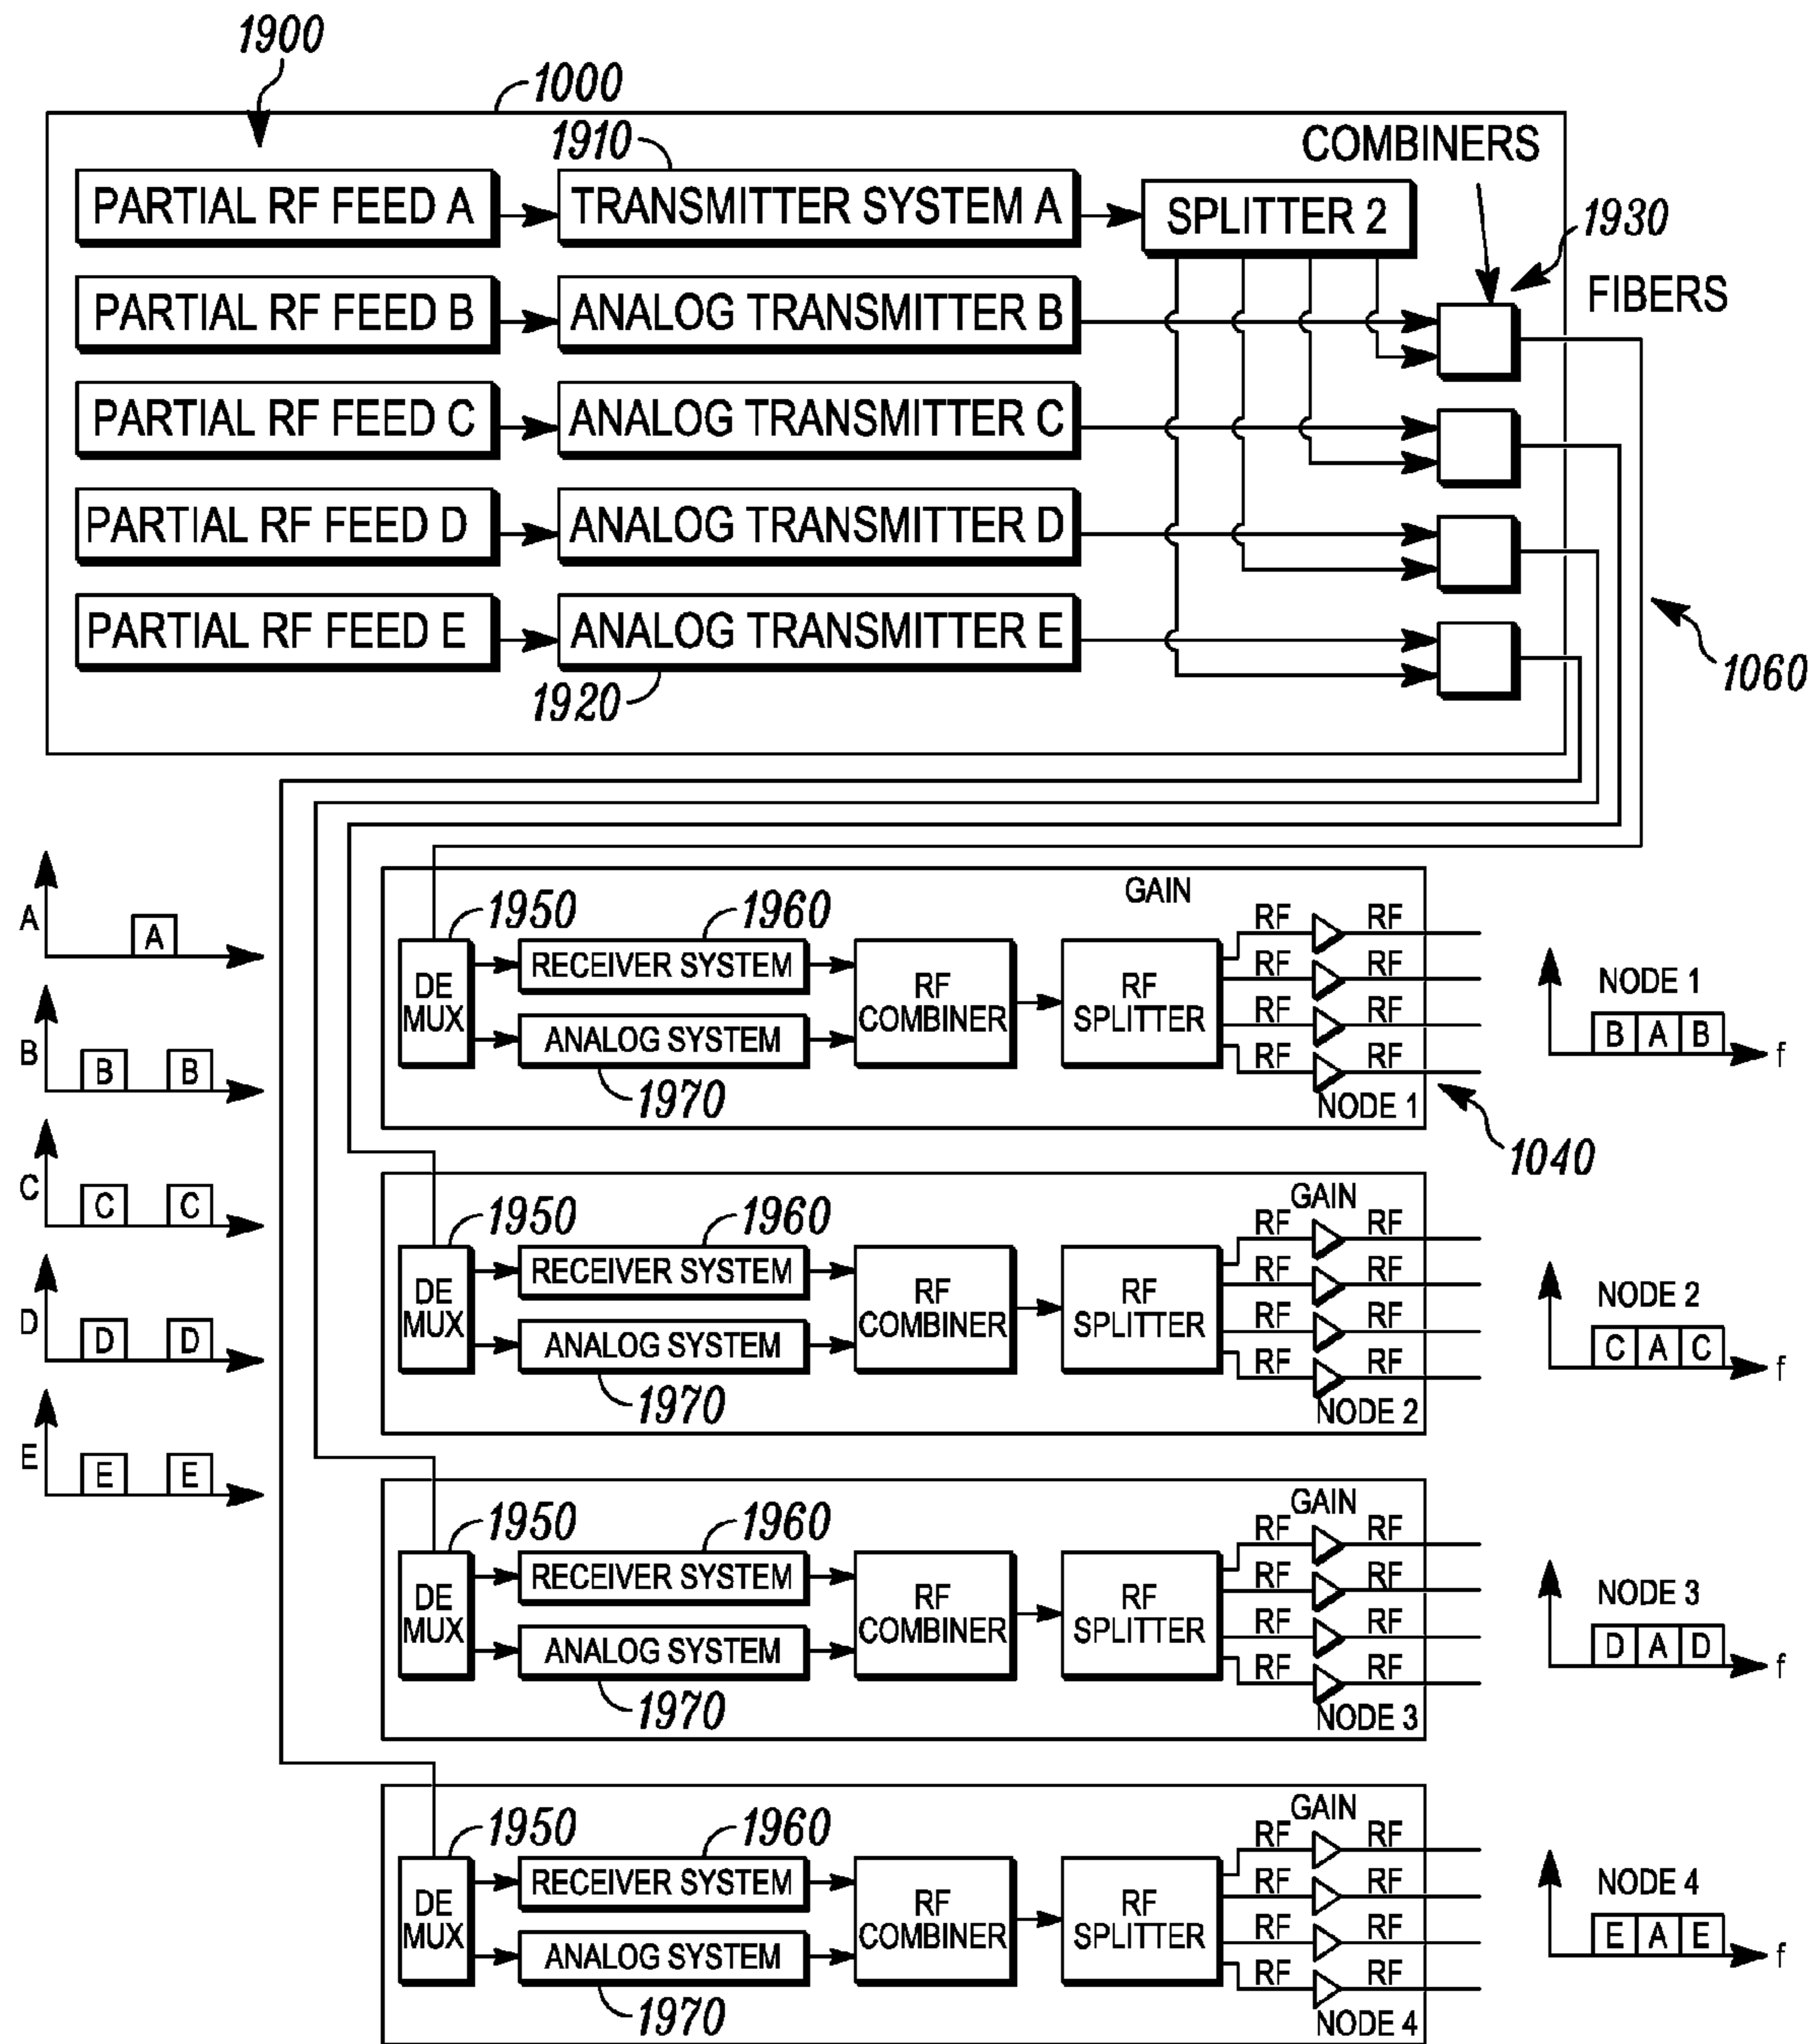 1900
1000
1910
COMBINERS
PARTIAL RF FEED A
TRANSMITTER SYSTEM A
SPLITTER 2
1930
FIBERS
PARTIAL RF FEED B
ANALOG TRANSMITTER B
PARTIAL RF FEED C
ANALOG TRANSMITTER C
PARTIAL RF FEED D
ANALOG TRANSMITTER D
PARTIAL RF FEED E
ANALOG TRANSMITTER E
1920
1060
A
A
B
B B
C
C C
D
D D
E
E E
1950
1960
GAIN
DE
MUX
RECEIVER SYSTEM
ANALOG SYSTEM
1970
RF
COMBINER
RF
SPLITTER
RF RF
RF RF
RF RF
RF RF
NODE 1
1040
NODE 1
B A B
f
1950
1960
GAIN
DE
MUX
RECEIVER SYSTEM
ANALOG SYSTEM
1970
RF
COMBINER
RF
SPLITTER
RF RF
RF RF
RF RF
RF RF
NODE 2
NODE 2
C A C
f
1950
1960
GAIN
DE
MUX
RECEIVER SYSTEM
ANALOG SYSTEM
1970
RF
COMBINER
RF
SPLITTER
RF RF
RF RF
RF RF
RF RF
NODE 3
NODE 3
D A D
f
1950
1960
GAIN
DE
MUX
RECEIVER SYSTEM
ANALOG SYSTEM
1970
RF
COMBINER
RF
SPLITTER
RF RF
RF RF
RF RF
RF RF
NODE 4
NODE 4
E A E
f